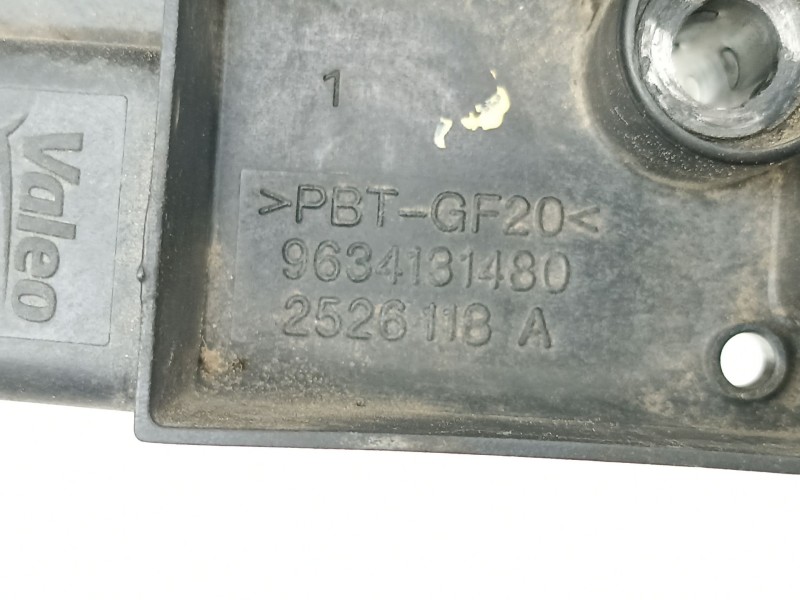 Valeo
1
>PBT-GF20<
9634131480
2526118 A